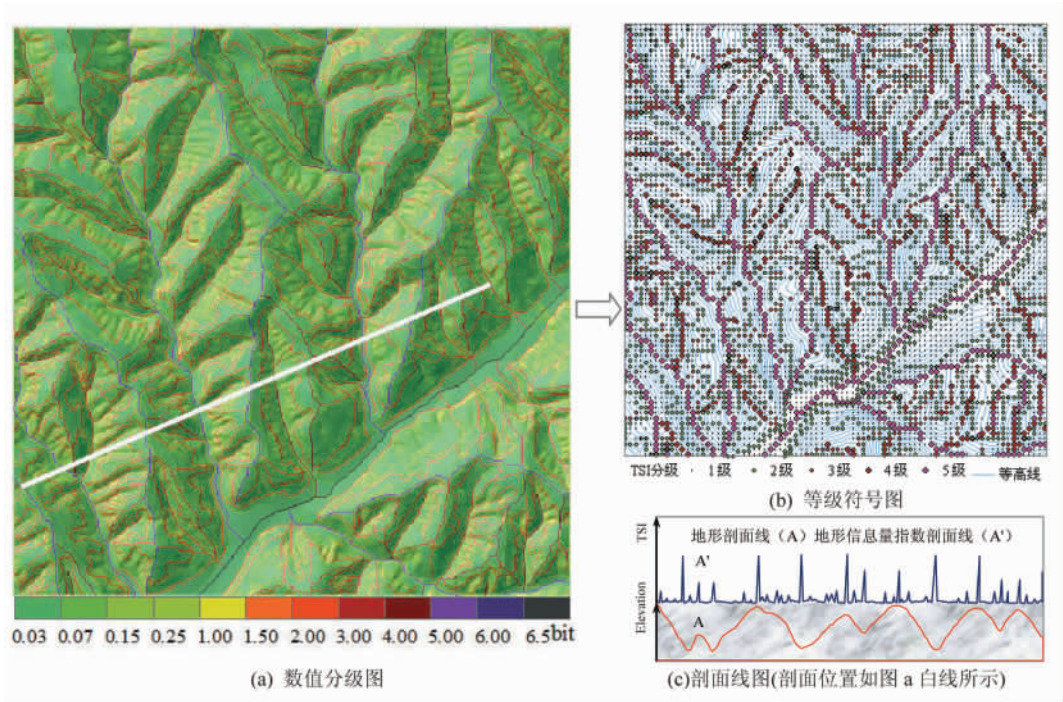 0.03 0.07 0.15 0.25 1.00 1.50 2.00 3.00 4.00 5.00 6.00 6.5bit
(a) 数值分级图
TSI分级 1级 2级 3级 4级 5级 等高线
(b) 等级符号图
TSI
Elevation
地形剖面线（A）地形信息量指数剖面线（A'）
A'
A
(c)剖面线图(剖面位置如图 a 白线所示)